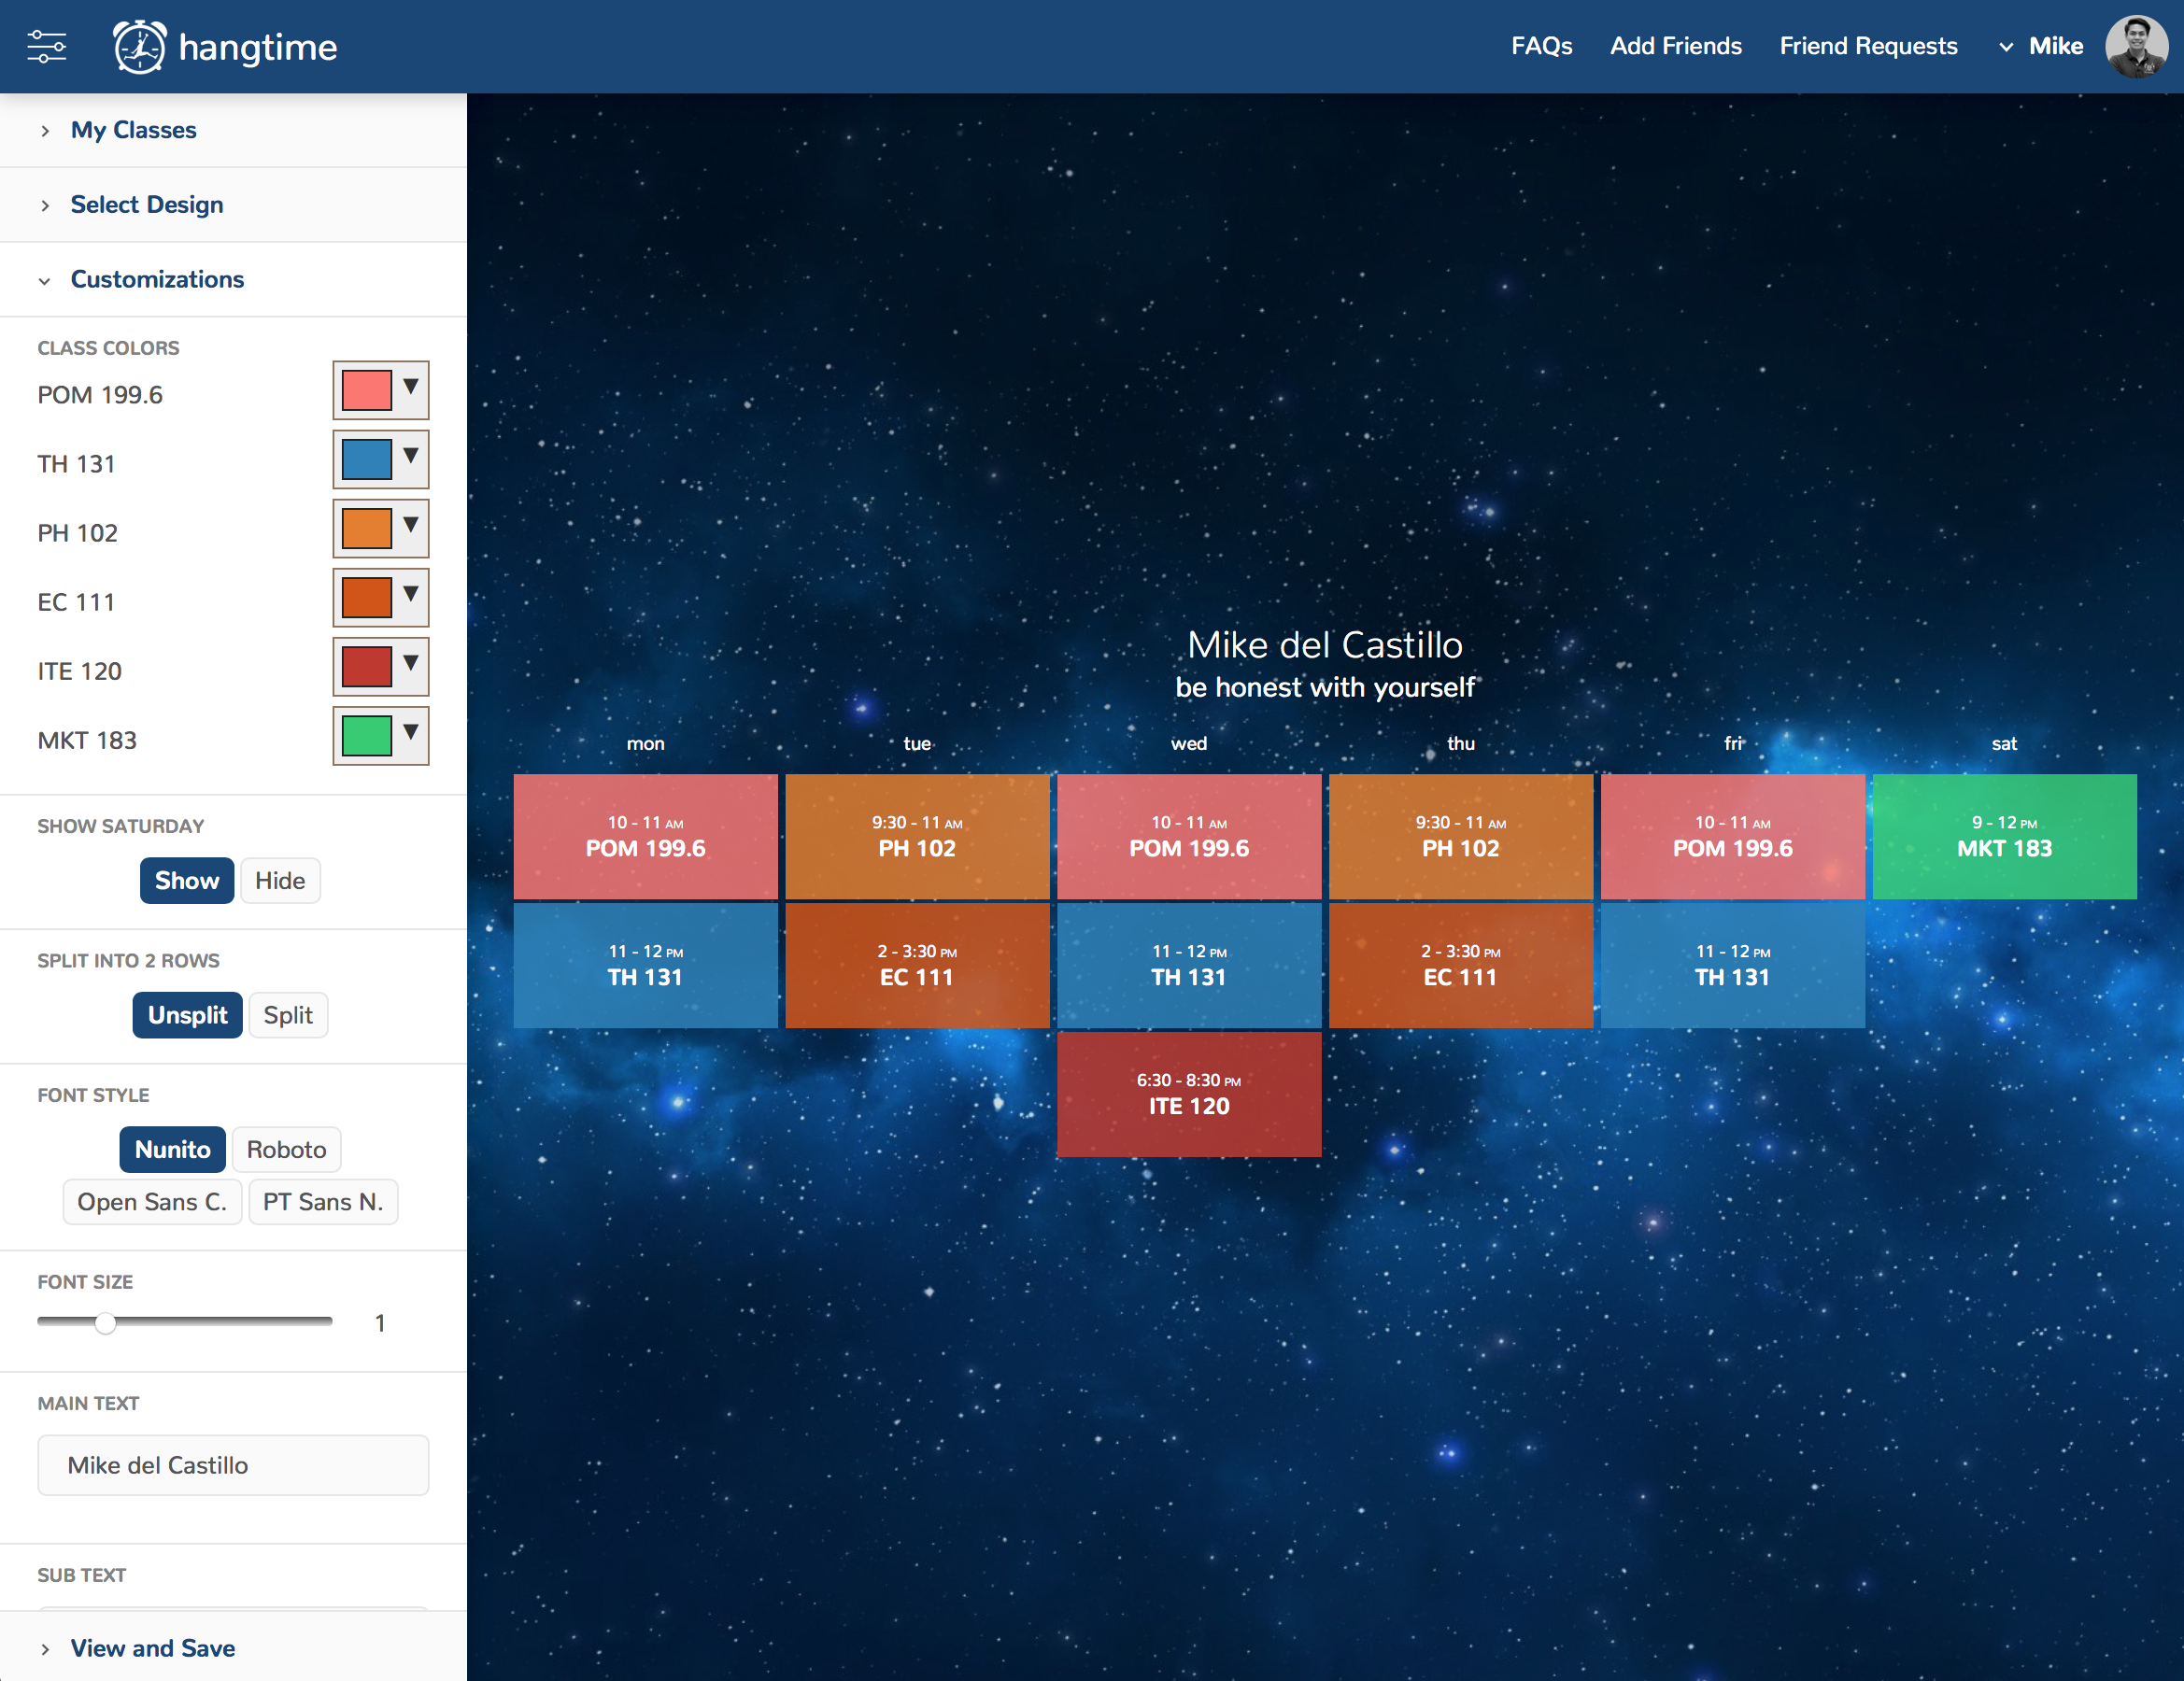 hangtime
FAQs
Add Friends
Friend Requests
Mike
My Classes
Select Design
Customizations
CLASS COLORS
POM 199.6
TH 131
PH 102
EC 111
ITE 120
MKT 183
SHOW SATURDAY
Show Hide
SPLIT INTO 2 ROWS
Unsplit Split
FONT STYLE
Nunito Roboto
Open Sans C. PT Sans N.
FONT SIZE
1
MAIN TEXT
Mike del Castillo
SUB TEXT
View and Save
Mike del Castillo
be honest with yourself
mon tue wed thu fri sat
10 - 11 AM
POM 199.6
9:30 - 11 AM
PH 102
10 - 11 AM
POM 199.6
9:30 - 11 AM
PH 102
10 - 11 AM
POM 199.6
9 - 12 PM
MKT 183
11 - 12 PM
TH 131
2 - 3:30 PM
EC 111
11 - 12 PM
TH 131
2 - 3:30 PM
EC 111
11 - 12 PM
TH 131
6:30 - 8:30 PM
ITE 120